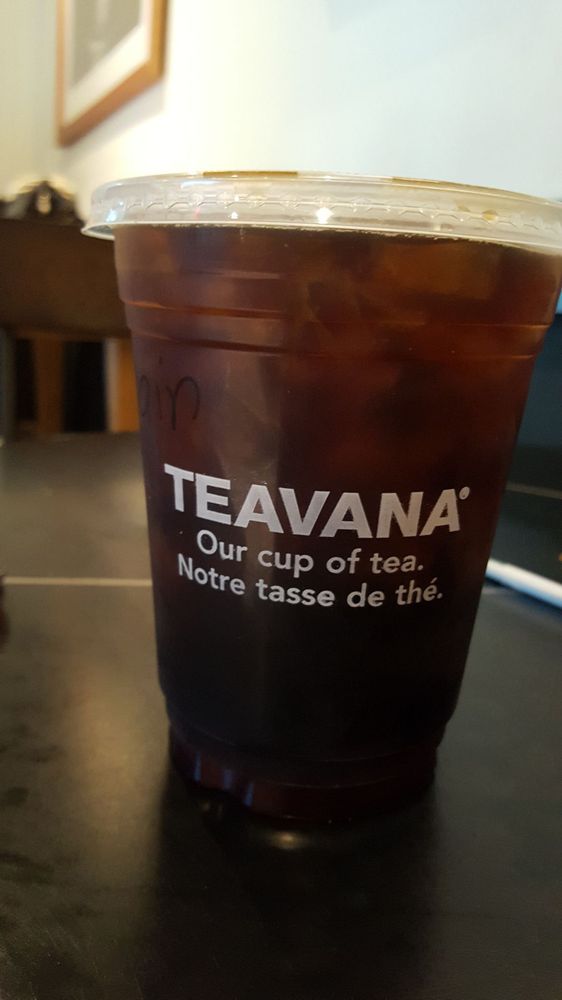 TEAVANA®
Our cup of tea.
Notre tasse de thé.